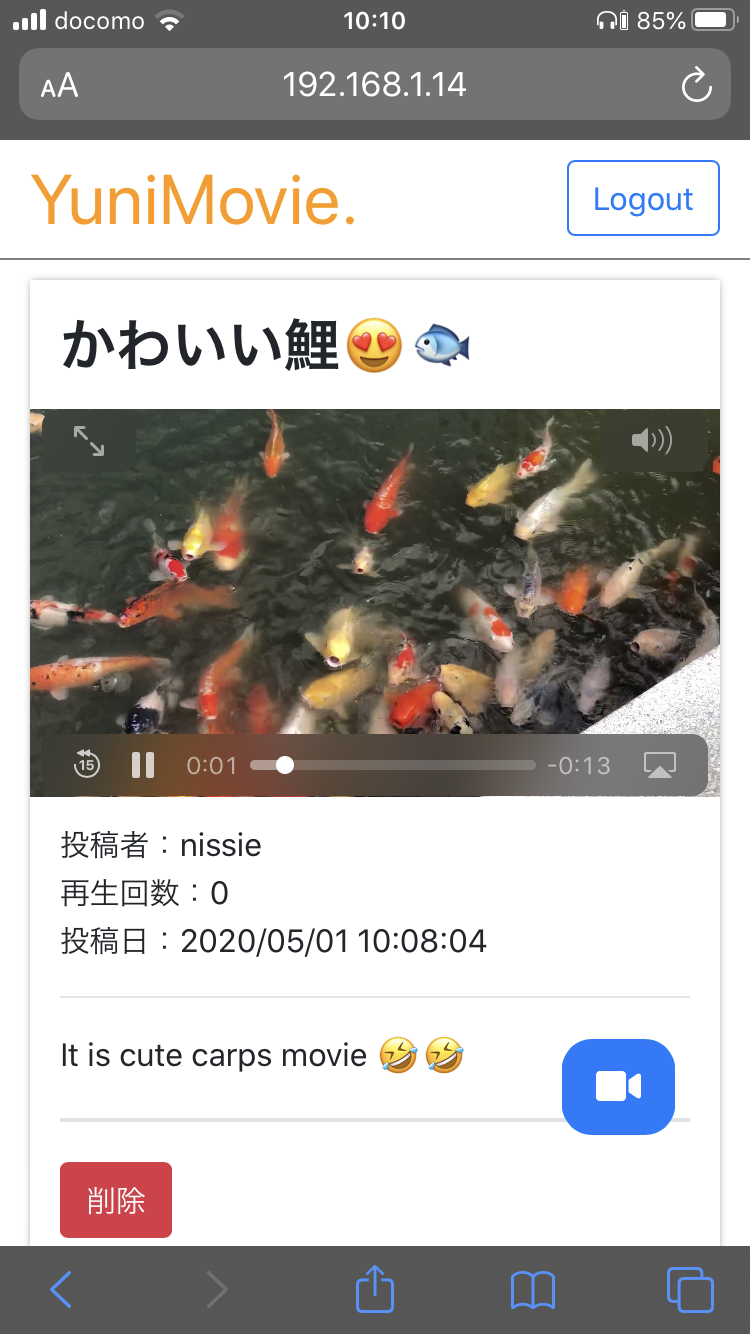 docomo 10:10 85%
AA 192.168.1.14
YuniMovie. Logout
かわいい鯉😍🐟
15 0:01 -0:13
投稿者：nissie
再生回数：0
投稿日：2020/05/01 10:08:04
It is cute carps movie 🤣🤣
削除